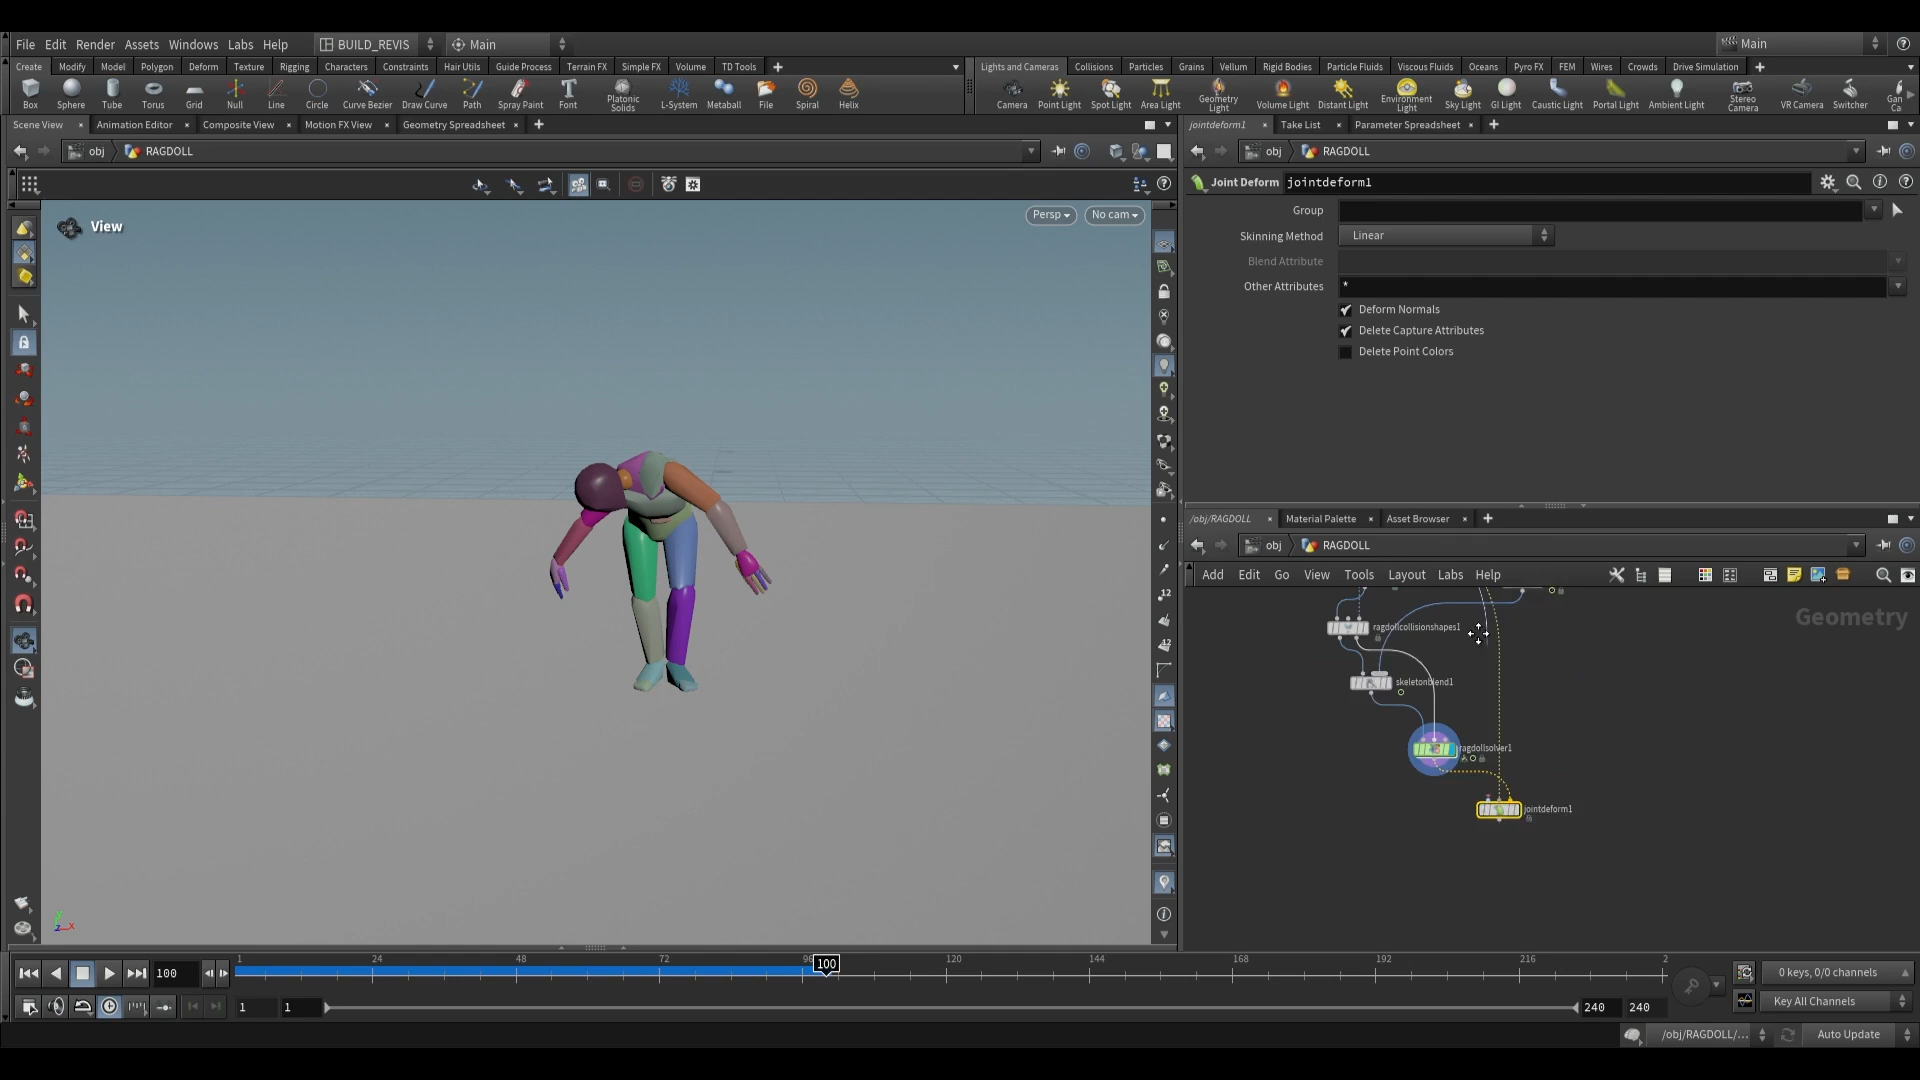 File Edit Render Assets Windows Labs Help BUILD_REVIS Main Main
Create Modify Model Polygon Deform Texture Rigging Characters Constraints Hair Utils Guide Process Terrain FX Simple FX Volume TD Tools
Box Sphere Tube Torus Grid Null Line Circle Curve Bezier Draw Curve Path Spray Paint Font Platonic Solids L-System Metaball File Spiral Helix
Lights and Cameras Collisions Particles Grains Vellum Rigid Bodies Particle Fluids Viscous Fluids Oceans Pyro FX FEM Wires Crowds Drive Simulation
Camera Point Light Spot Light Area Light Geometry Light Volume Light Distant Light Environment Light Sky Light GI Light Caustic Light Portal Light Ambient Light Stereo Camera VR Camera Switcher
Scene View Animation Editor Composite View Motion FX View Geometry Spreadsheet
obj RAGDOLL
View
Persp No cam
jointdeform1 Take List Parameter Spreadsheet
obj RAGDOLL
Joint Deform jointdeform1
Group
Skinning Method Linear
Blend Attribute
Other Attributes *
Deform Normals
Delete Capture Attributes
Delete Point Colors
/obj/RAGDOLL Material Palette Asset Browser
obj RAGDOLL
Add Edit Go View Tools Layout Labs Help
Geometry
ragdollcollisionshapes1
skeletonblend1
ragdollsolver1
jointdeform1
100
1 24 48 72 96 100 120 144 168 192 216 2
0 keys, 0/0 channels
1 1 240 240
Key All Channels
/obj/RAGDOLL/... Auto Update